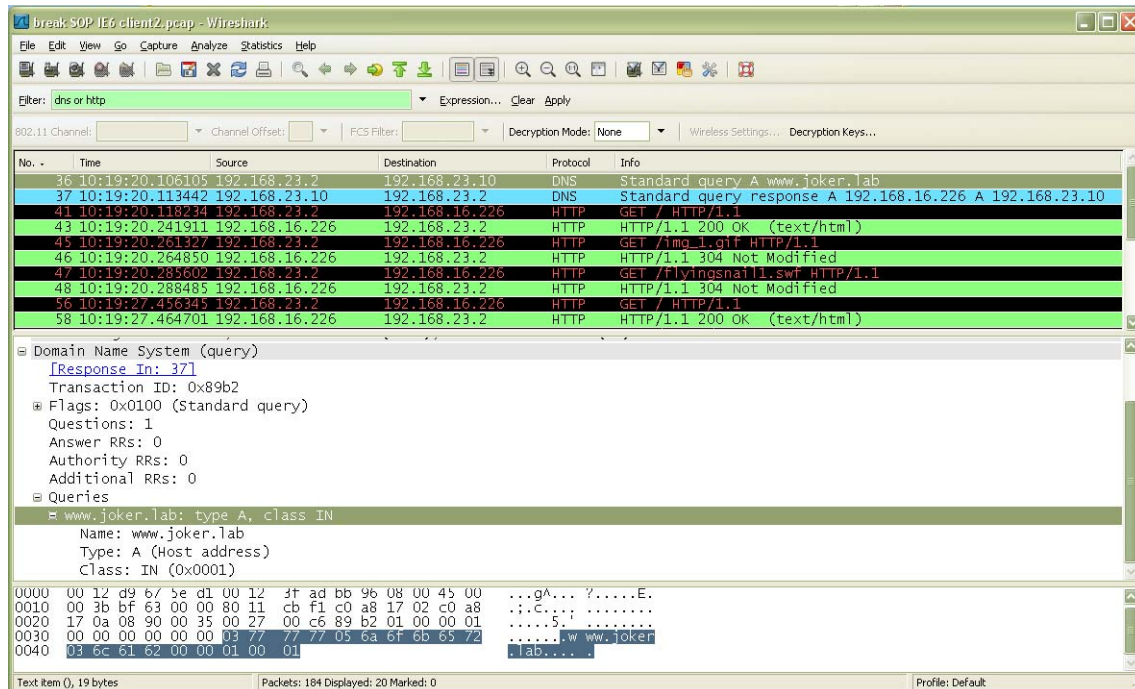 break SOP IE6 client2.pcap - Wireshark
File Edit View Go Capture Analyze Statistics Help
Filter: dns or http Expression... Clear Apply
802.11 Channel: Channel Offset: FCS Filter: Decryption Mode: None Wireless Settings... Decryption Keys...
No. - Time Source Destination Protocol Info
36 10:19:20.106105 192.168.23.2 192.168.23.10 DNS Standard query A www.joker.lab
37 10:19:20.113442 192.168.23.10 192.168.23.2 DNS Standard query response A 192.168.16.226 A 192.168.23.10
41 10:19:20.118234 192.168.23.2 192.168.16.226 HTTP GET / HTTP/1.1
43 10:19:20.241911 192.168.16.226 192.168.23.2 HTTP HTTP/1.1 200 OK (text/html)
45 10:19:20.261327 192.168.23.2 192.168.16.226 HTTP GET /img_1.gif HTTP/1.1
46 10:19:20.264850 192.168.16.226 192.168.23.2 HTTP HTTP/1.1 304 Not Modified
47 10:19:20.285602 192.168.23.2 192.168.16.226 HTTP GET /flyingsnail1.swf HTTP/1.1
48 10:19:20.288485 192.168.16.226 192.168.23.2 HTTP HTTP/1.1 304 Not Modified
56 10:19:27.456345 192.168.23.2 192.168.16.226 HTTP GET / HTTP/1.1
58 10:19:27.464701 192.168.16.226 192.168.23.2 HTTP HTTP/1.1 200 OK (text/html)
Domain Name System (query)
[Response In: 37]
Transaction ID: 0x89b2
Flags: 0x0100 (Standard query)
Questions: 1
Answer RRs: 0
Authority RRs: 0
Additional RRs: 0
Queries
www.joker.lab: type A, class IN
Name: www.joker.lab
Type: A (Host address)
Class: IN (0x0001)
0000 00 12 d9 67 5e d1 00 12 3f ad bb 96 08 00 45 00 ...g^... ?.....E.
0010 00 3b bf 63 00 00 80 11 cb f1 c0 a8 17 02 c0 a8 .;.c.... ........
0020 17 0a 08 90 00 35 00 27 00 c6 89 b2 01 00 00 01 .....5.' ........
0030 00 00 00 00 00 00 03 77 77 77 05 6a 6f 6b 65 72 .......w ww.joker
0040 03 6c 61 62 00 00 01 00 01 .lab.... .
Text item (), 19 bytes Packets: 184 Displayed: 20 Marked: 0 Profile: Default